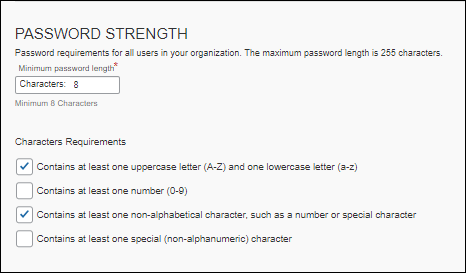 PASSWORD STRENGTH
Password requirements for all users in your organization. The maximum password length is 255 characters.
Minimum password length*
Characters: 8
Minimum 8 Characters
Characters Requirements
Contains at least one uppercase letter (A-Z) and one lowercase letter (a-z)
Contains at least one number (0-9)
Contains at least one non-alphabetical character, such as a number or special character
Contains at least one special (non-alphanumeric) character